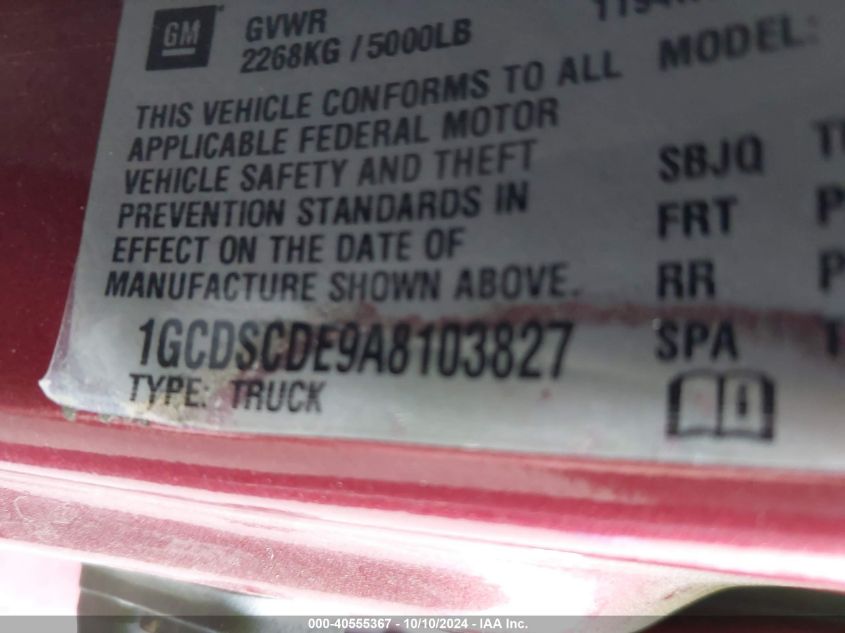 GM
GVWR
2268KG / 5000LB
MODEL:
THIS VEHICLE CONFORMS TO ALL
APPLICABLE FEDERAL MOTOR
VEHICLE SAFETY AND THEFT
PREVENTION STANDARDS IN
EFFECT ON THE DATE OF
MANUFACTURE SHOWN ABOVE.
SBJQ
FRT
RR
SPA
1GCDSCDE9A8103827
TYPE: TRUCK
000-40555367 - 10/10/2024 - IAA Inc.